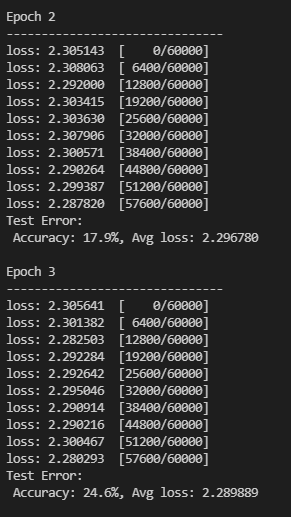 Epoch 2
-------------------------------
loss: 2.305143  [    0/60000]
loss: 2.308063  [ 6400/60000]
loss: 2.292000  [12800/60000]
loss: 2.303415  [19200/60000]
loss: 2.303630  [25600/60000]
loss: 2.307906  [32000/60000]
loss: 2.300571  [38400/60000]
loss: 2.290264  [44800/60000]
loss: 2.299387  [51200/60000]
loss: 2.287820  [57600/60000]
Test Error:
 Accuracy: 17.9%, Avg loss: 2.296780
Epoch 3
-------------------------------
loss: 2.305641  [    0/60000]
loss: 2.301382  [ 6400/60000]
loss: 2.282503  [12800/60000]
loss: 2.292284  [19200/60000]
loss: 2.292642  [25600/60000]
loss: 2.295046  [32000/60000]
loss: 2.290914  [38400/60000]
loss: 2.290216  [44800/60000]
loss: 2.300467  [51200/60000]
loss: 2.280293  [57600/60000]
Test Error:
 Accuracy: 24.6%, Avg loss: 2.289889